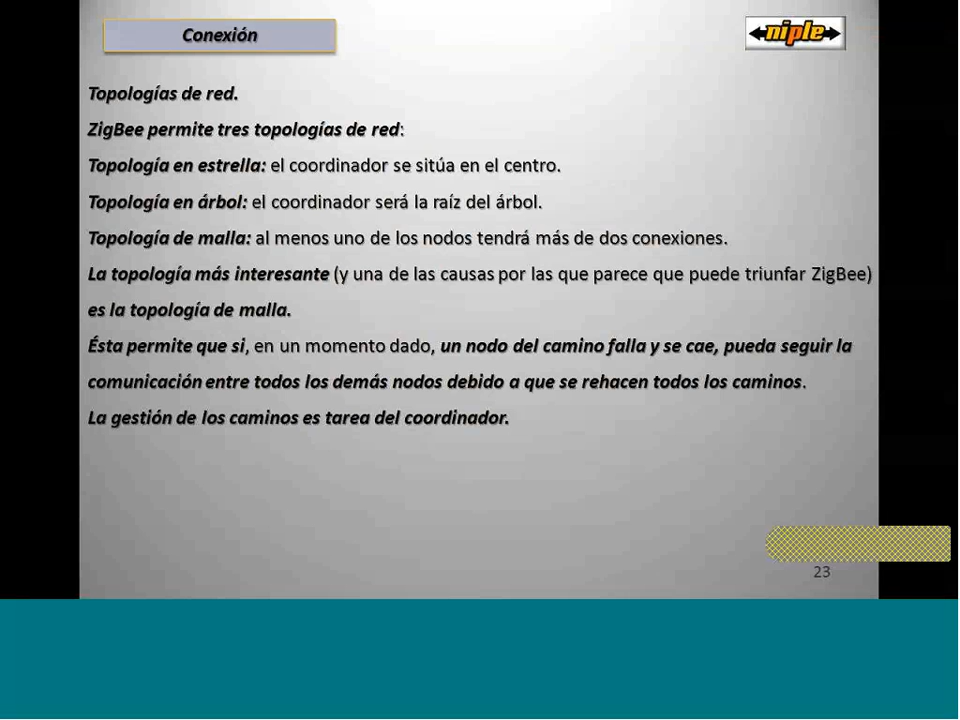 Conexión
niple
Topologías de red.
ZigBee permite tres topologías de red:
Topología en estrella: el coordinador se sitúa en el centro.
Topología en árbol: el coordinador será la raíz del árbol.
Topología de malla: al menos uno de los nodos tendrá más de dos conexiones.
La topología más interesante (y una de las causas por las que parece que puede triunfar ZigBee)
es la topología de malla.
Ésta permite que si, en un momento dado, un nodo del camino falla y se cae, pueda seguir la
comunicación entre todos los demás nodos debido a que se rehacen todos los caminos.
La gestión de los caminos es tarea del coordinador.
23